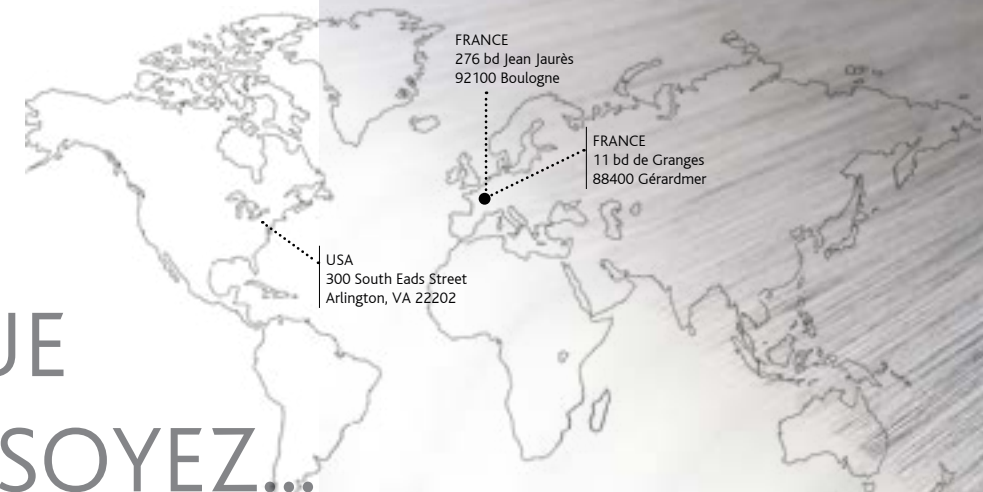 FRANCE
276 bd Jean Jaurès
92100 Boulogne
FRANCE
11 bd de Granges
88400 Gérardmer
USA
300 South Eads Street
Arlington, VA 22202
UE
SOYEZ...